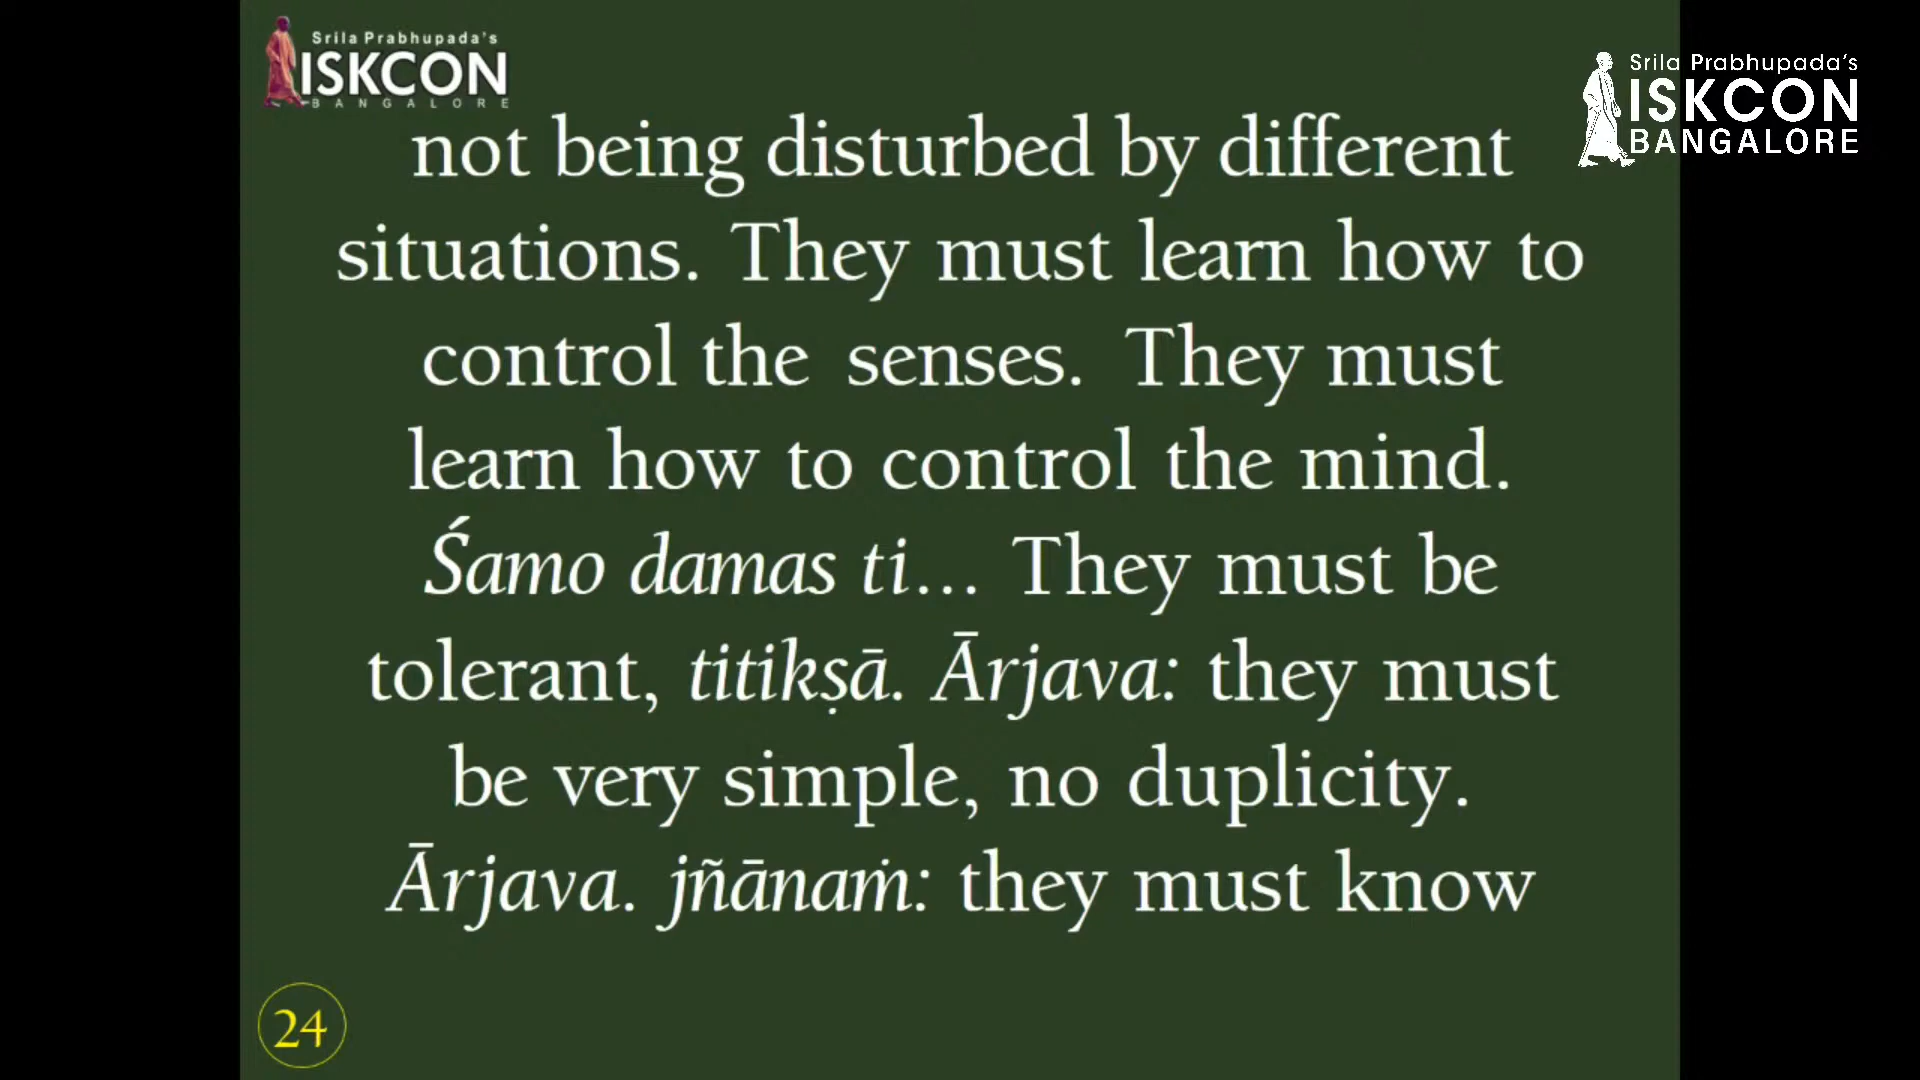 Srila Prabhupada's
ISKCON
BANGALORE
Srila Prabhupada's
ISKCON
BANGALORE
not being disturbed by different
situations. They must learn how to
control the senses. They must
learn how to control the mind.
Śamo damas ti... They must be
tolerant, titikṣā. Ārjava: they must
be very simple, no duplicity.
Ārjava. jñānaṁ: they must know
24